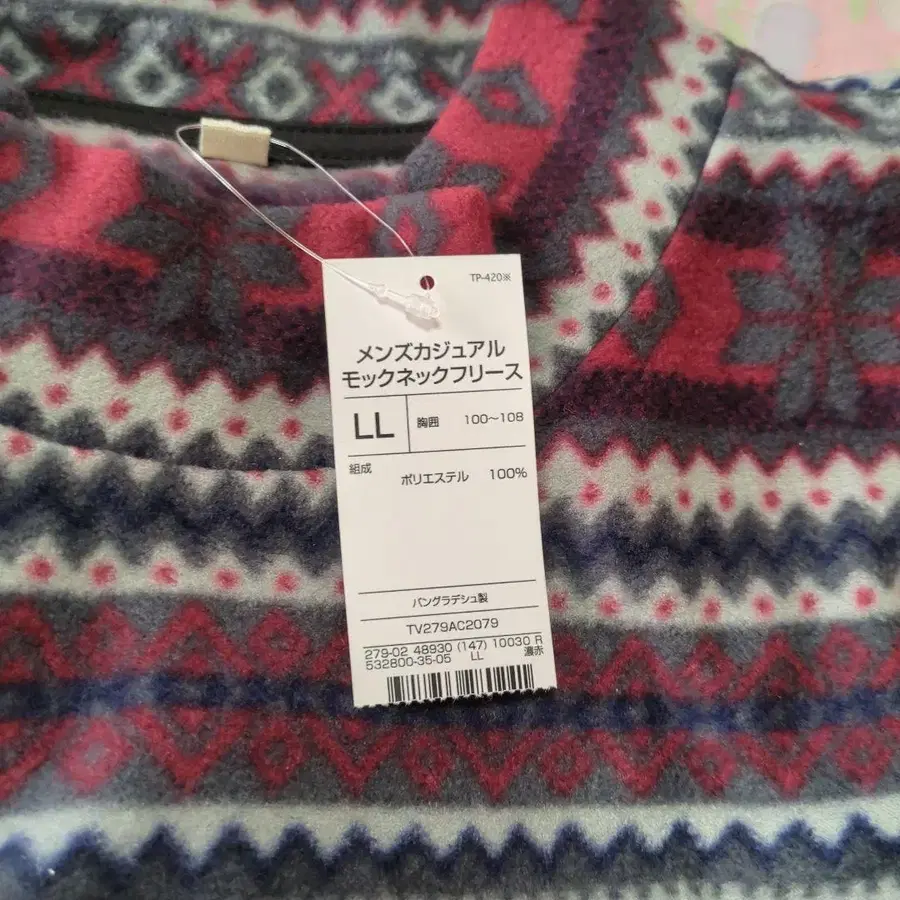 TP-420※
メンズカジュアル
モックネックフリース
LL 胸囲 100～108
組成
ポリエステル 100%
バングラデシュ製
TV279AC2079
279-02 48930 (147) 10030 R
532800-35-05 LL 濃赤